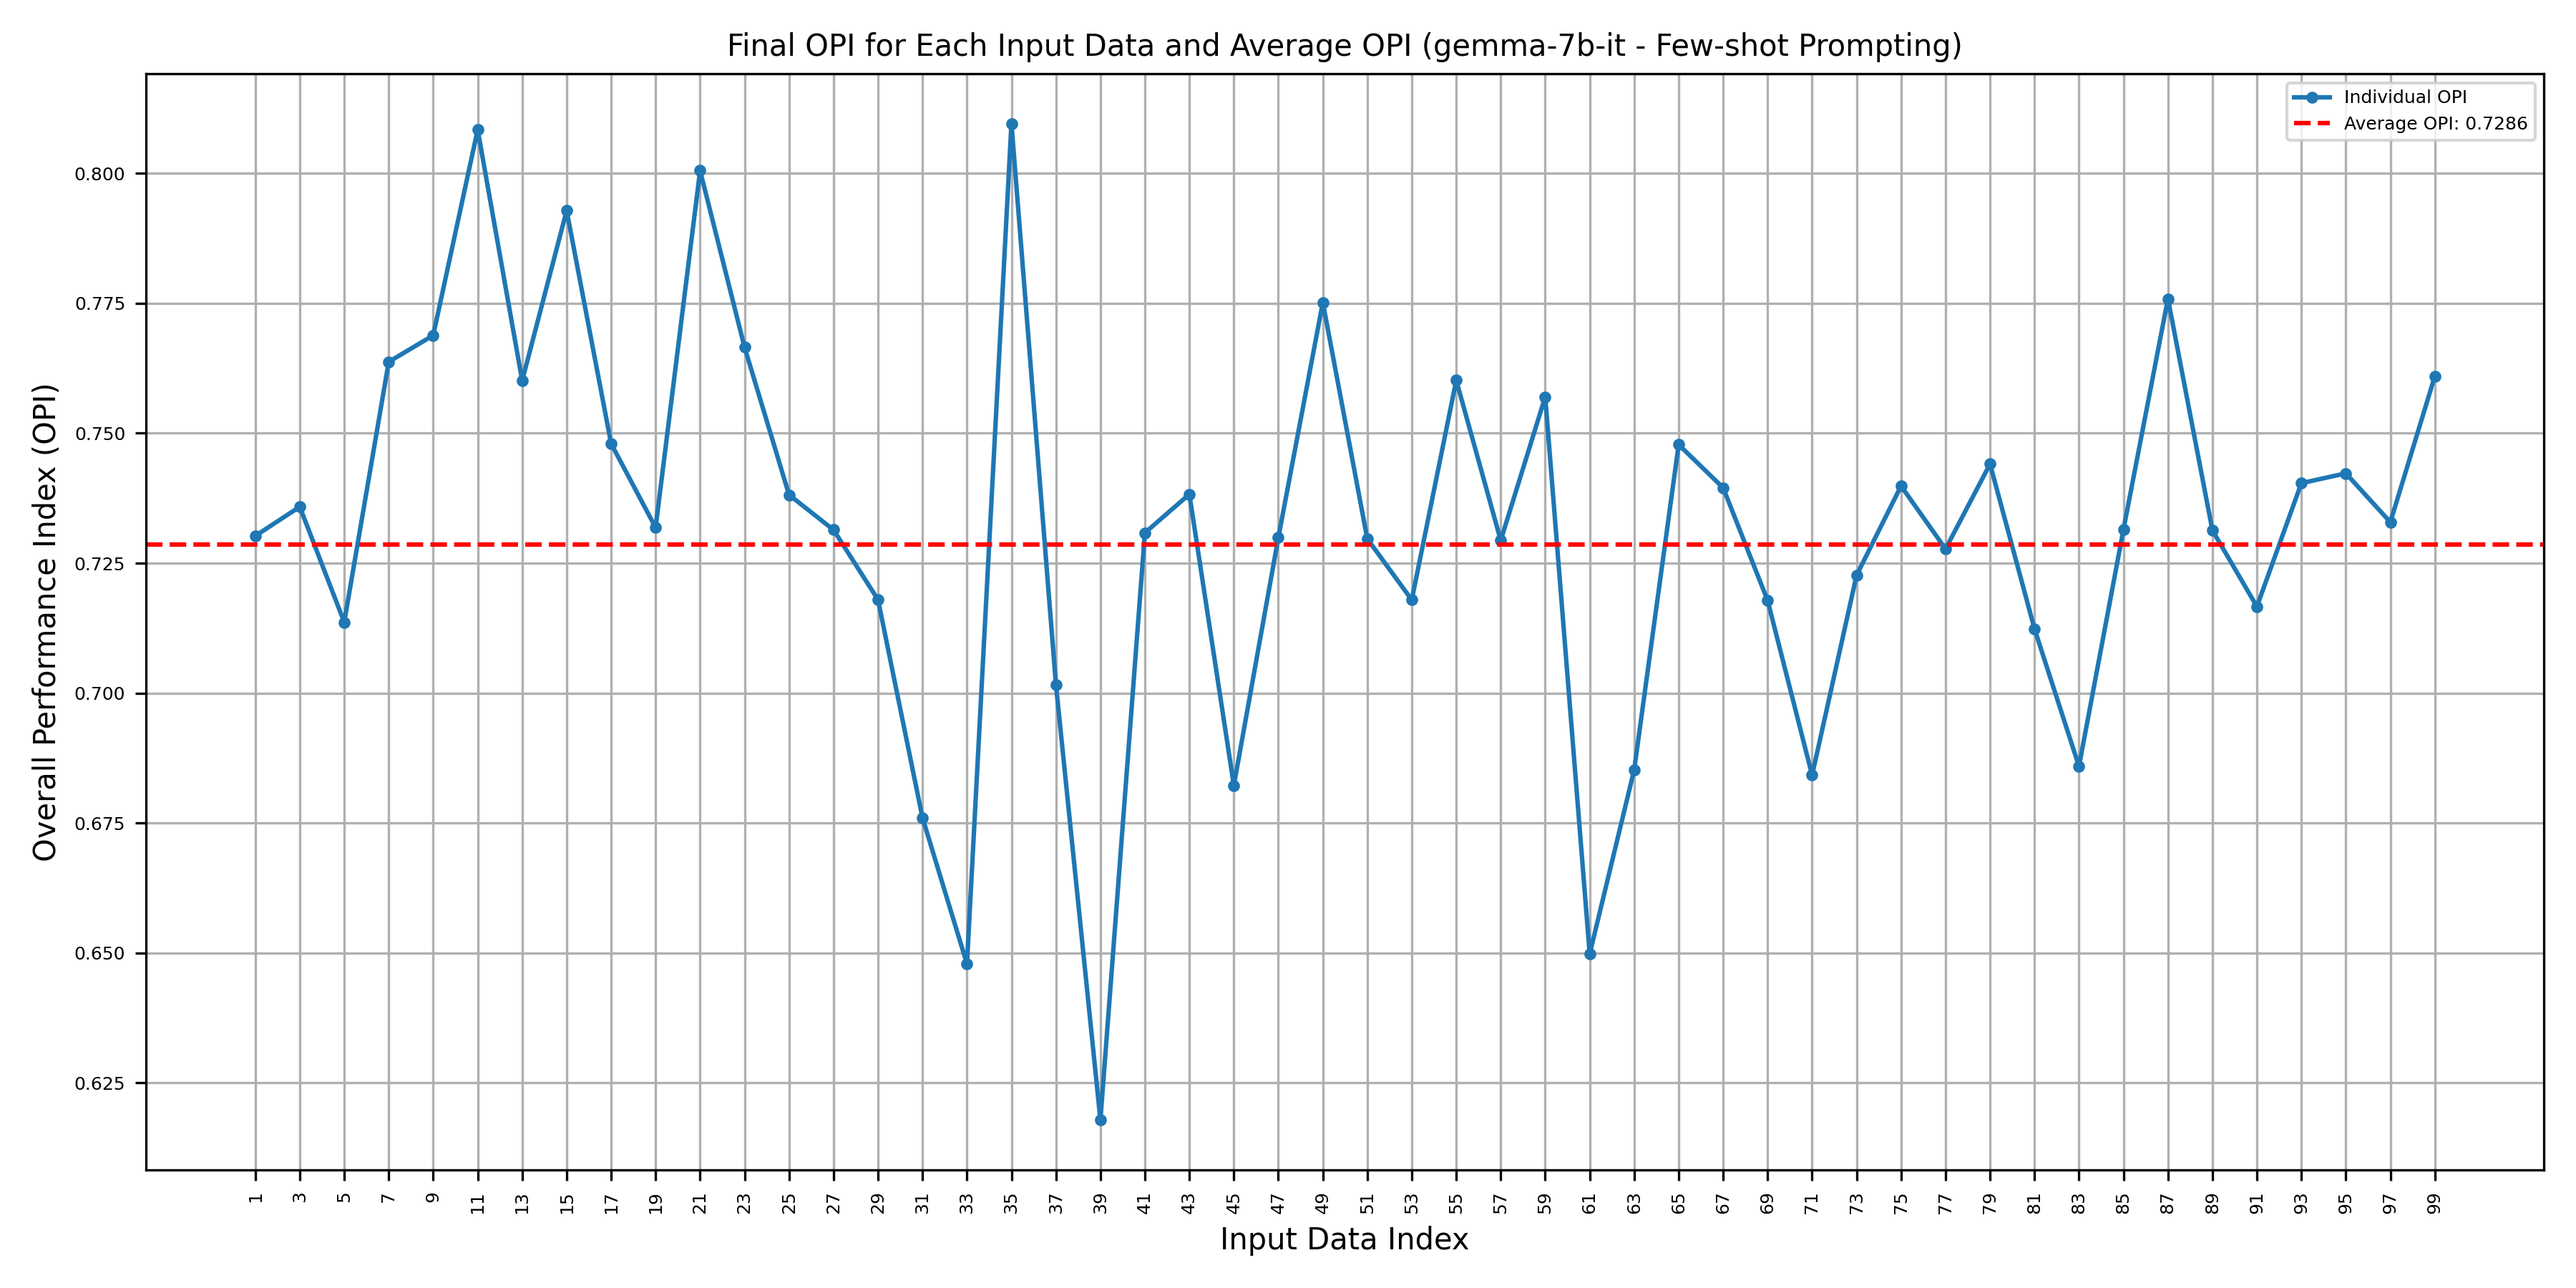 Final OPI for Each Input Data and Average OPI (gemma-7b-it - Few-shot Prompting)
Individual OPI
Average OPI: 0.7286
Overall Performance Index (OPI)
0.800
0.775
0.750
0.725
0.700
0.675
0.650
0.625
1 3 5 7 9 11 13 15 17 19 21 23 25 27 29 31 33 35 37 39 41 43 45 47 49 51 53 55 57 59 61 63 65 67 69 71 73 75 77 79 81 83 85 87 89 91 93 95 97 99
Input Data Index